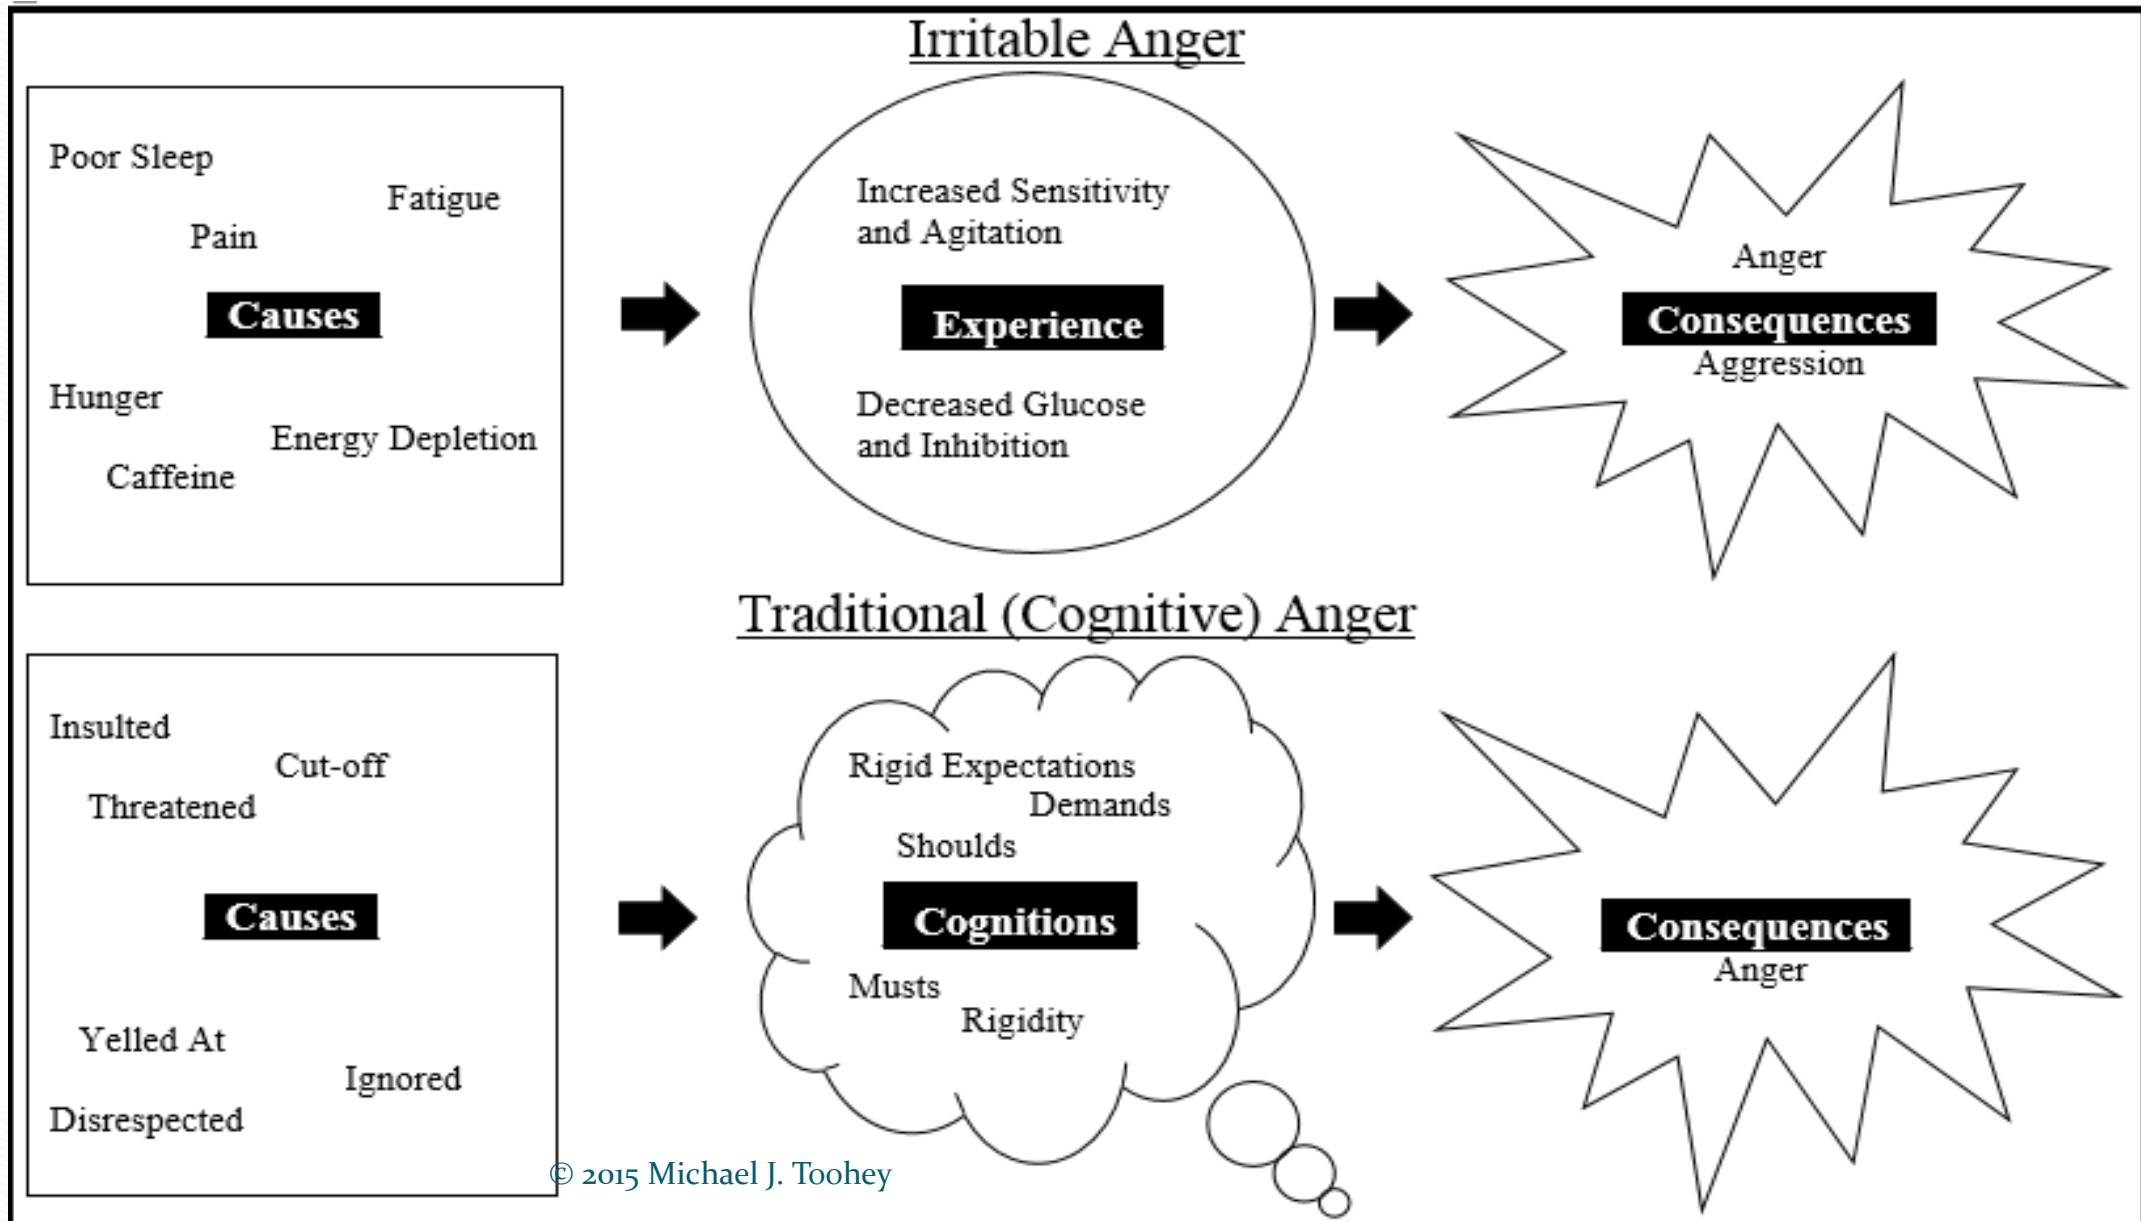 Irritable Anger
Poor Sleep
Fatigue
Pain
Causes
Hunger
Energy Depletion
Caffeine
Increased Sensitivity
and Agitation
Experience
Decreased Glucose
and Inhibition
Anger
Consequences
Aggression
Traditional (Cognitive) Anger
Insulted
Cut-off
Threatened
Causes
Yelled At
Ignored
Disrespected
Rigid Expectations
Demands
Shoulds
Cognitions
Musts
Rigidity
Consequences
Anger
© 2015 Michael J. Toohey